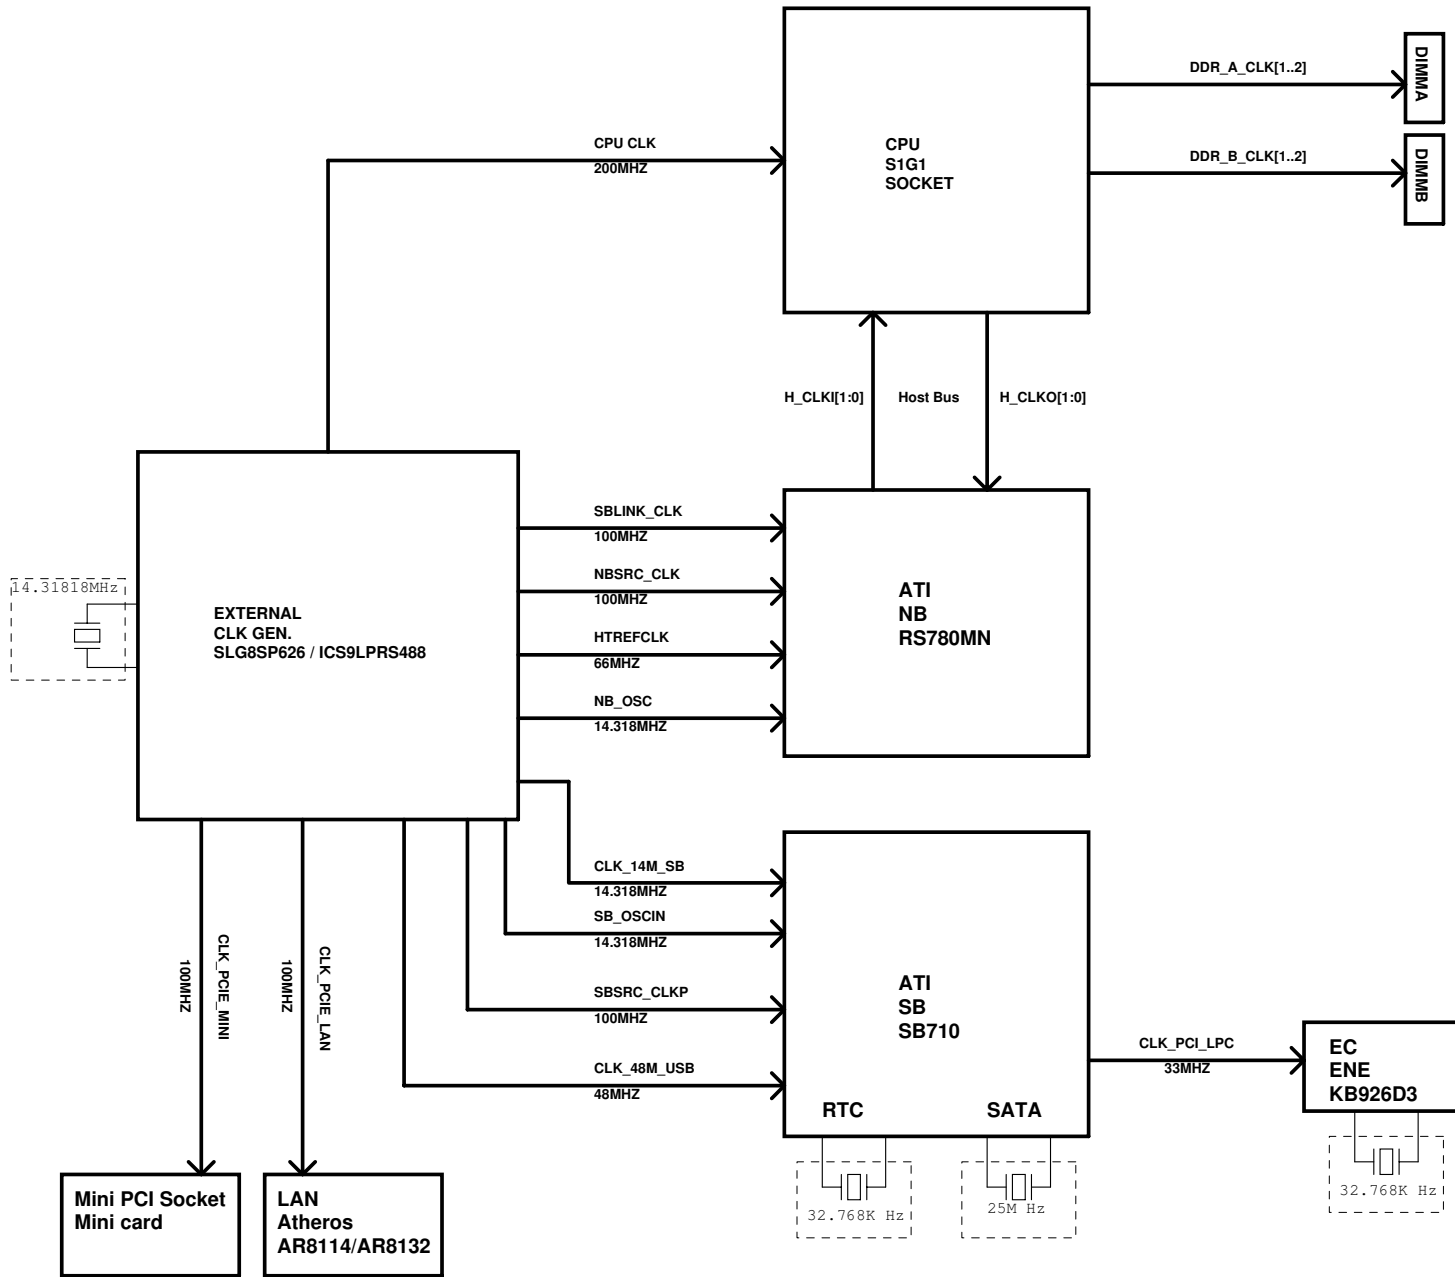 DDR_A_CLK[1..2]
DIMMA
DDR_B_CLK[1..2]
DIMMB
CPU CLK
200MHZ
CPU
S1G1
SOCKET
H_CLKI[1:0]
Host Bus
H_CLKO[1:0]
14.31818MHz
EXTERNAL
CLK GEN.
SLG8SP626 / ICS9LPRS488
SBLINK_CLK
100MHZ
NBSRC_CLK
100MHZ
HTREFCLK
66MHZ
NB_OSC
14.318MHZ
ATI
NB
RS780MN
CLK_14M_SB
14.318MHZ
SB_OSCIN
14.318MHZ
SBSRC_CLKP
100MHZ
CLK_48M_USB
48MHZ
ATI
SB
SB710
RTC
SATA
CLK_PCI_LPC
33MHZ
EC
ENE
KB926D3
100MHZ
CLK_PCIE_MINI
100MHZ
CLK_PCIE_LAN
Mini PCI Socket
Mini card
LAN
Atheros
AR8114/AR8132
32.768K Hz
25M Hz
32.768K Hz